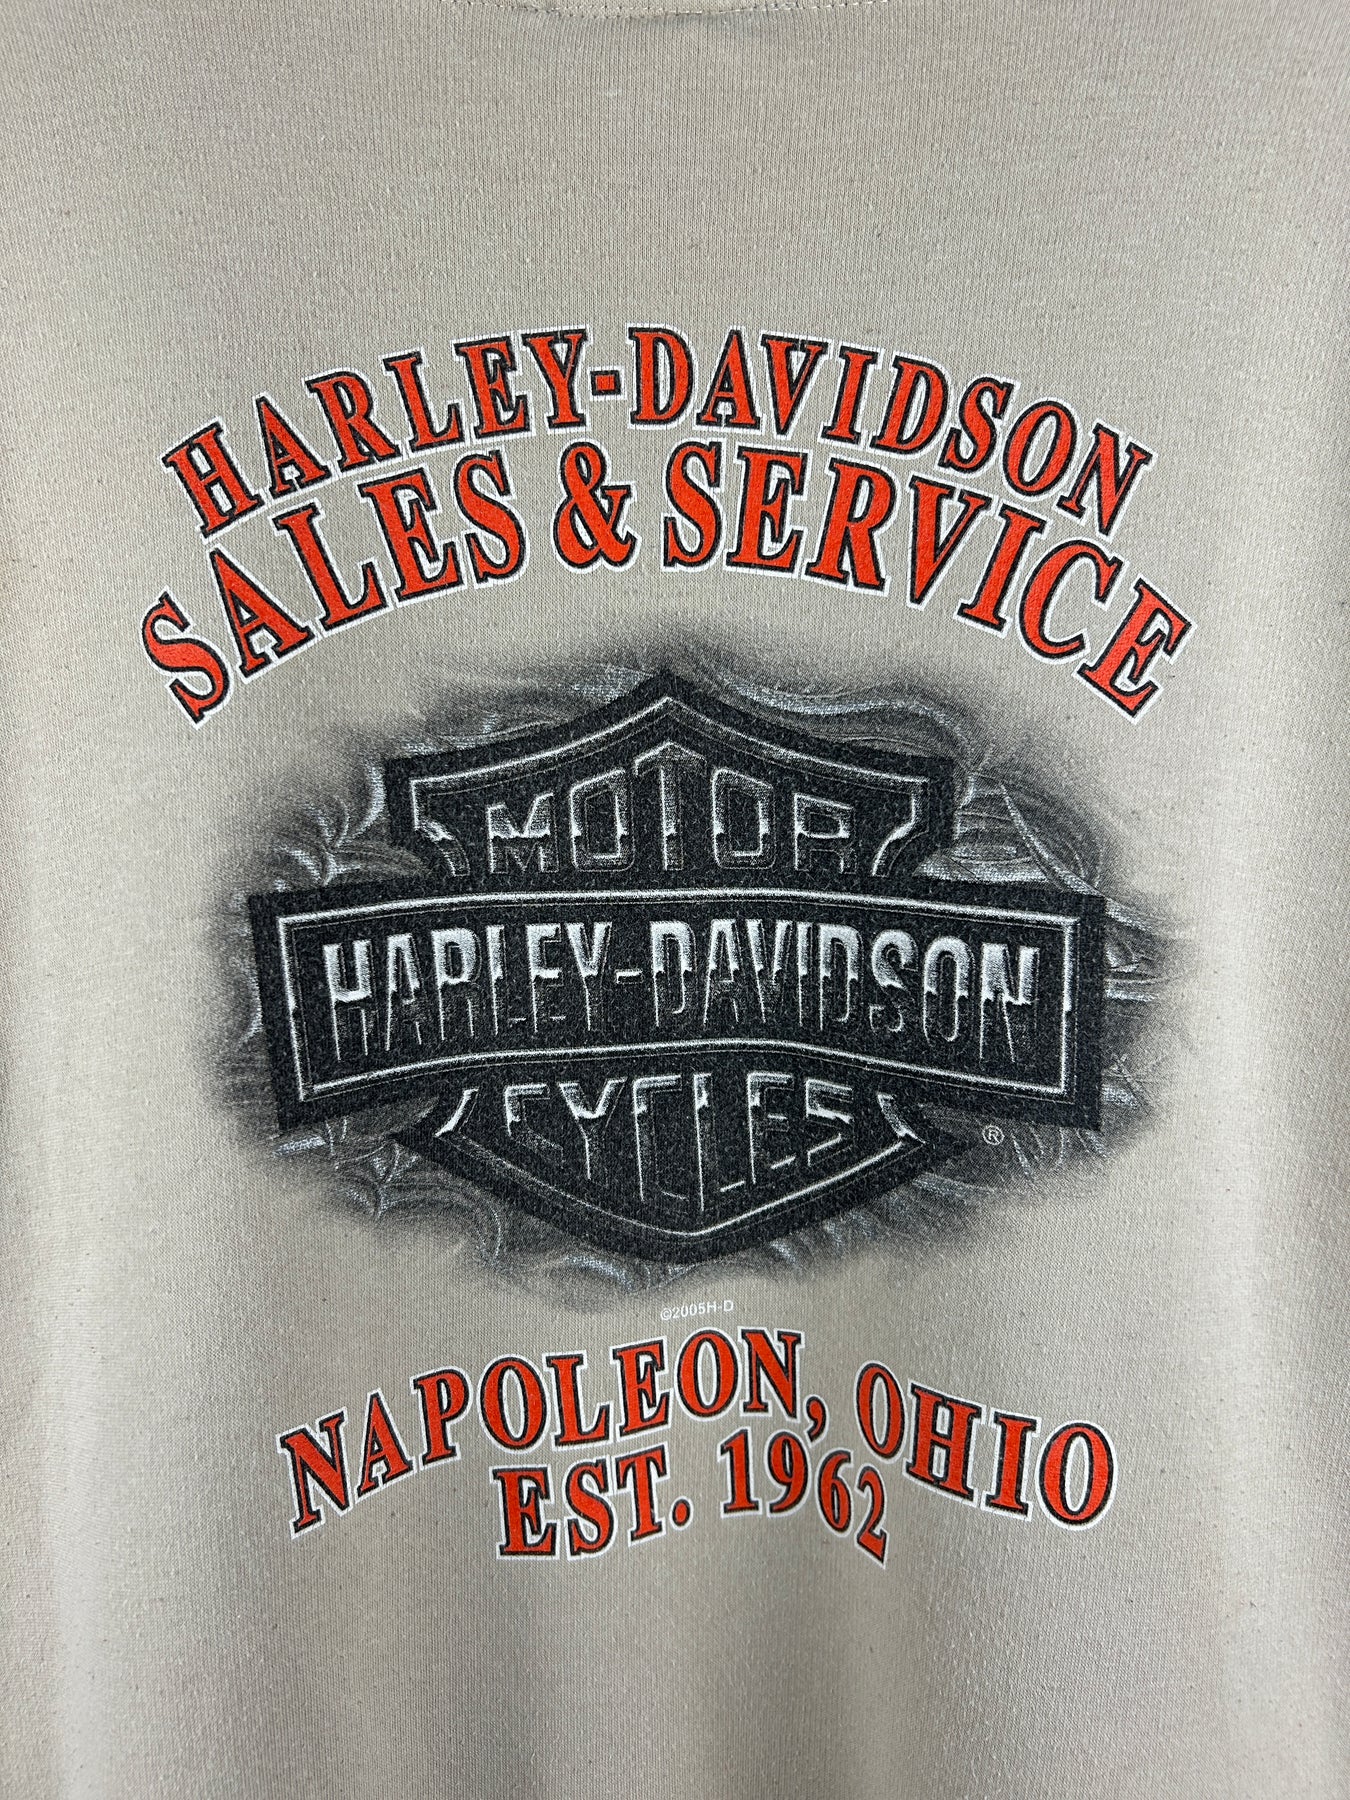 HARLEY-DAVIDSON
SALES & SERVICE
MOTOR
HARLEY-DAVIDSON
CYCLES
®
©2005H-D
NAPOLEON, OHIO
EST. 1962